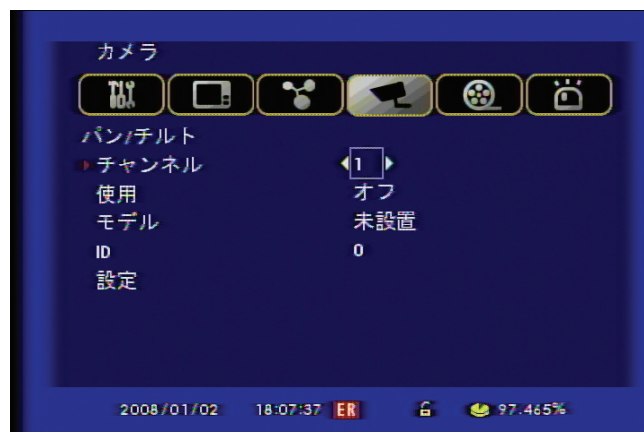 カメラ
パン/チルト
チャンネル 1
使用 オフ
モデル 未設置
ID 0
設定
2008/01/02 18:07:37 ER 97.465%